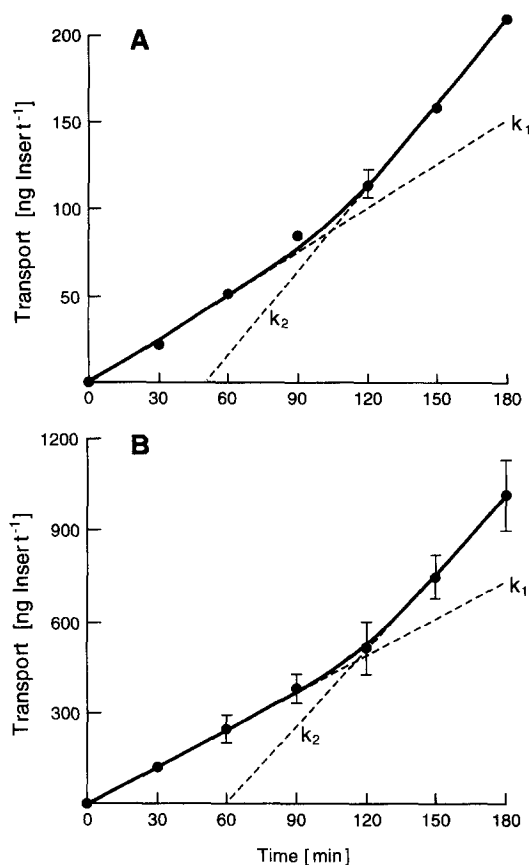 A
Transport [ng Insert⁻¹]
200
150
100
50
0 30 60 90 120 150 180
k₁
k₂
B
Transport [ng Insert⁻¹]
1200
900
600
300
0 30 60 90 120 150 180
k₁
k₂
Time [min]